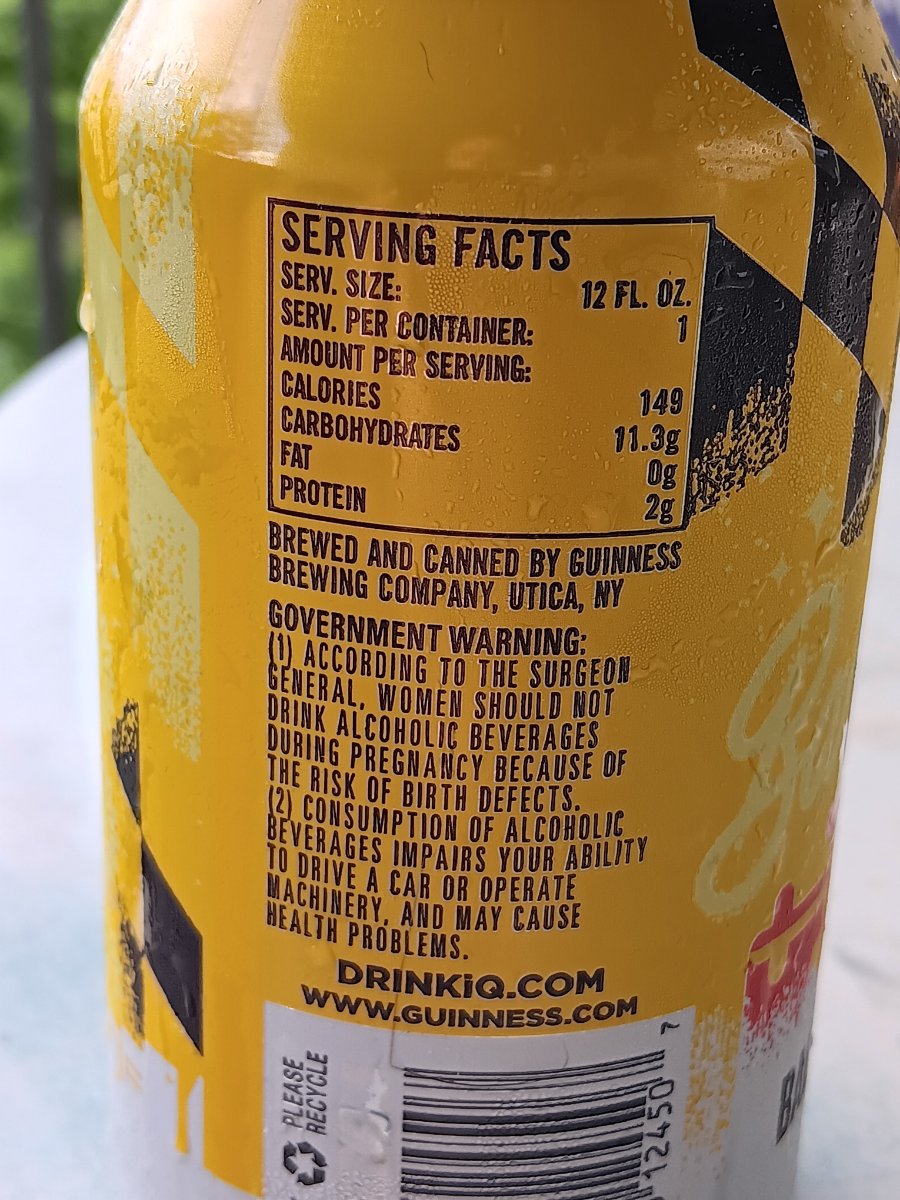 SERVING FACTS
SERV. SIZE: 12 FL. OZ.
SERV. PER CONTAINER: 1
AMOUNT PER SERVING:
CALORIES 149
CARBOHYDRATES 11.3g
FAT 0g
PROTEIN 2g
BREWED AND CANNED BY GUINNESS
BREWING COMPANY, UTICA, NY
GOVERNMENT WARNING:
(1) ACCORDING TO THE SURGEON
GENERAL, WOMEN SHOULD NOT
DRINK ALCOHOLIC BEVERAGES
DURING PREGNANCY BECAUSE OF
THE RISK OF BIRTH DEFECTS.
(2) CONSUMPTION OF ALCOHOLIC
BEVERAGES IMPAIRS YOUR ABILITY
TO DRIVE A CAR OR OPERATE
MACHINERY, AND MAY CAUSE
HEALTH PROBLEMS.
DRINKiQ.COM
WWW.GUINNESS.COM
PLEASE
RECYCLE
12450 7